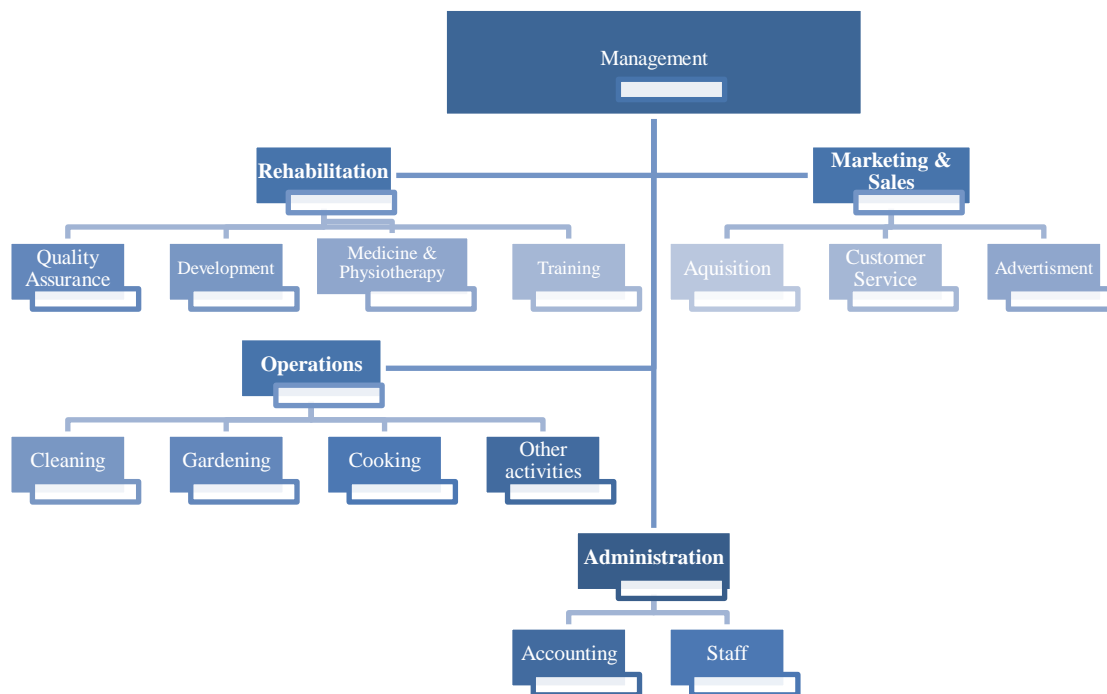 Management
Rehabilitation
Marketing &
Sales
Quality
Assurance
Development
Medicine &
Physiotherapy
Training
Aquisition
Customer
Service
Advertisment
Operations
Cleaning
Gardening
Cooking
Other
activities
Administration
Accounting
Staff